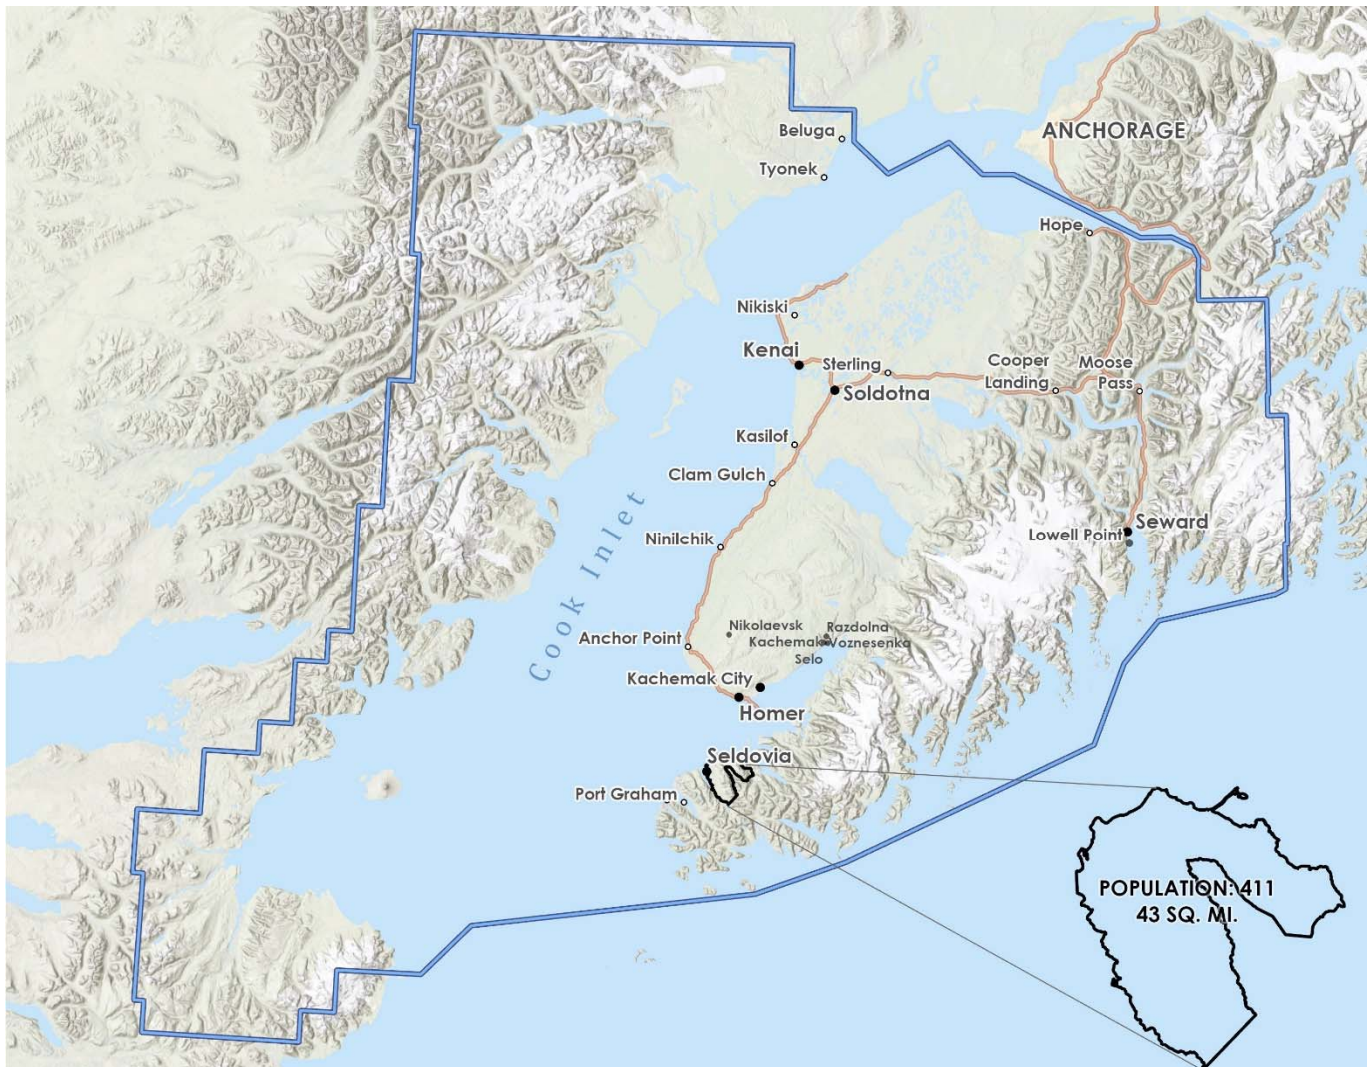 Beluga
ANCHORAGE
Tyonek
Hope
Nikiski
Kenai
Sterling
Cooper
Landing
Moose
Pass
Soldotna
Kasilof
Clam Gulch
Cook Inlet
Seward
Lowell Point
Ninilchik
Nikolaevsk
Razdolna
Kachemak
Selo
Voznesenka
Anchor Point
Kachemak City
Homer
Seldovia
Port Graham
POPULATION: 411
43 SQ. MI.